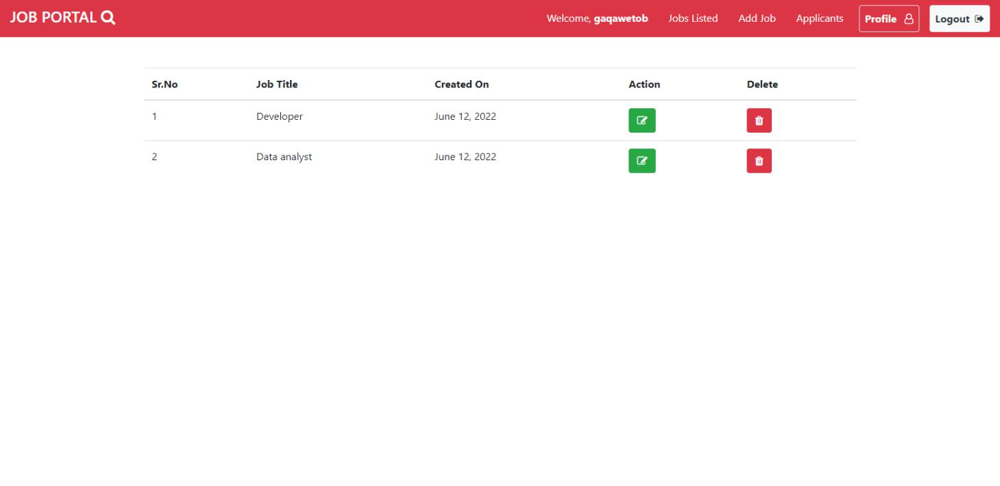 JOB PORTAL
Welcome, gaqawetob Jobs Listed Add Job Applicants Profile Logout
Sr.No Job Title Created On Action Delete
1 Developer June 12, 2022
2 Data analyst June 12, 2022